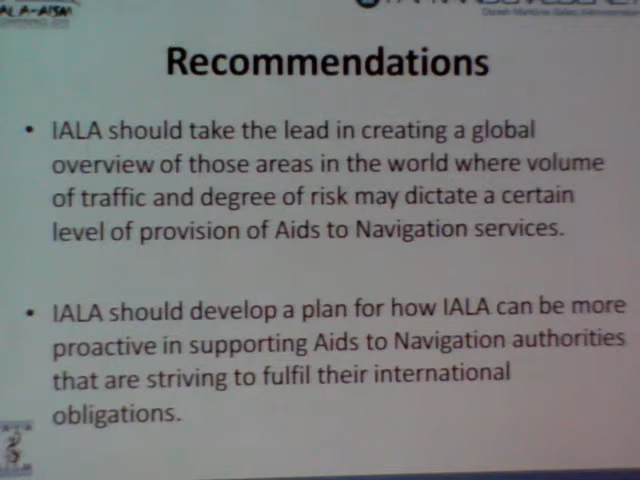 Recommendations
• IALA should take the lead in creating a global
overview of those areas in the world where volume
of traffic and degree of risk may dictate a certain
level of provision of Aids to Navigation services.
• IALA should develop a plan for how IALA can be more
proactive in supporting Aids to Navigation authorities
that are striving to fulfil their international
obligations.